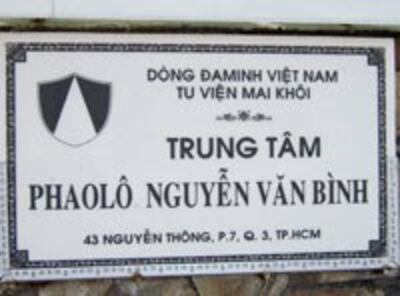 DÒNG ĐAMINH VIỆT NAM
TU VIỆN MAI KHÔI
TRUNG TÂM
PHAOLÔ NGUYỄN VĂN BÌNH
43 NGUYỄN THÔNG, P.7, Q. 3, TP.HCM